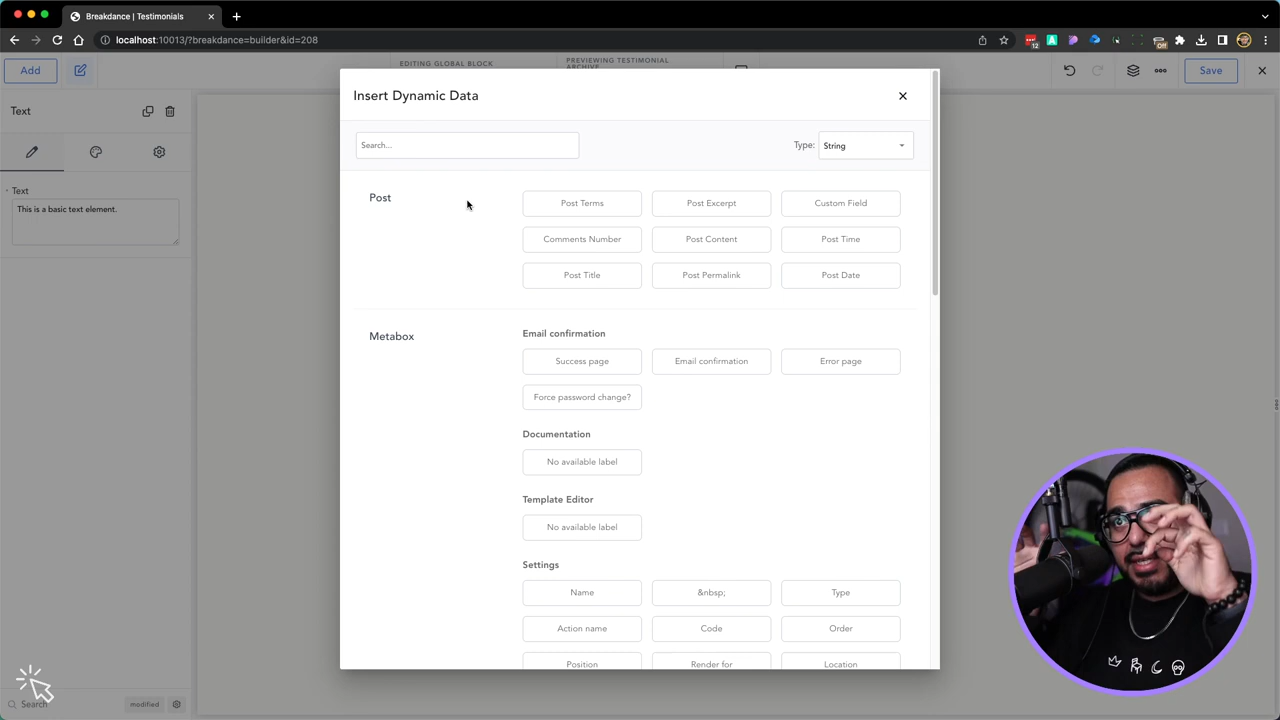 Breakdance | Testimonials
localhost:10013/?breakdance=builder&id=208
12
Off
Add
EDITING GLOBAL BLOCK
PREVIEWING TESTIMONIAL
ARCHIVE
Save
Text
Text
This is a basic text element.
Insert Dynamic Data
Search...
Type:
String
Post
Post Terms
Post Excerpt
Custom Field
Comments Number
Post Content
Post Time
Post Title
Post Permalink
Post Date
Metabox
Email confirmation
Success page
Email confirmation
Error page
Force password change?
Documentation
No available label
Template Editor
No available label
Settings
Name
&nbsp;
Type
Action name
Code
Order
Position
Render for
Location
Search
modified